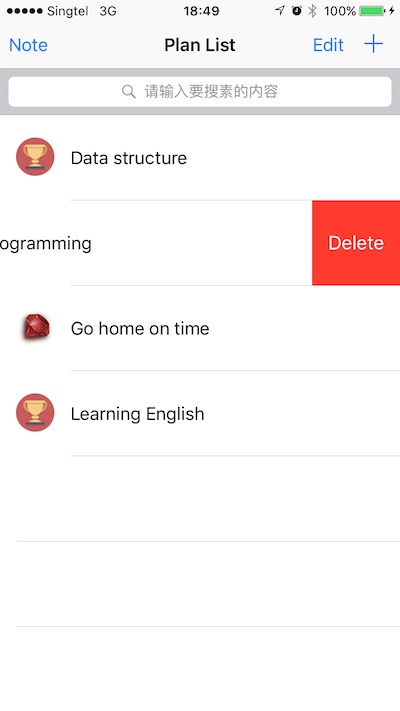 Singtel 3G 18:49 100%
Note Plan List Edit
请输入要搜素的内容
Data structure
ogramming Delete
Go home on time
Learning English